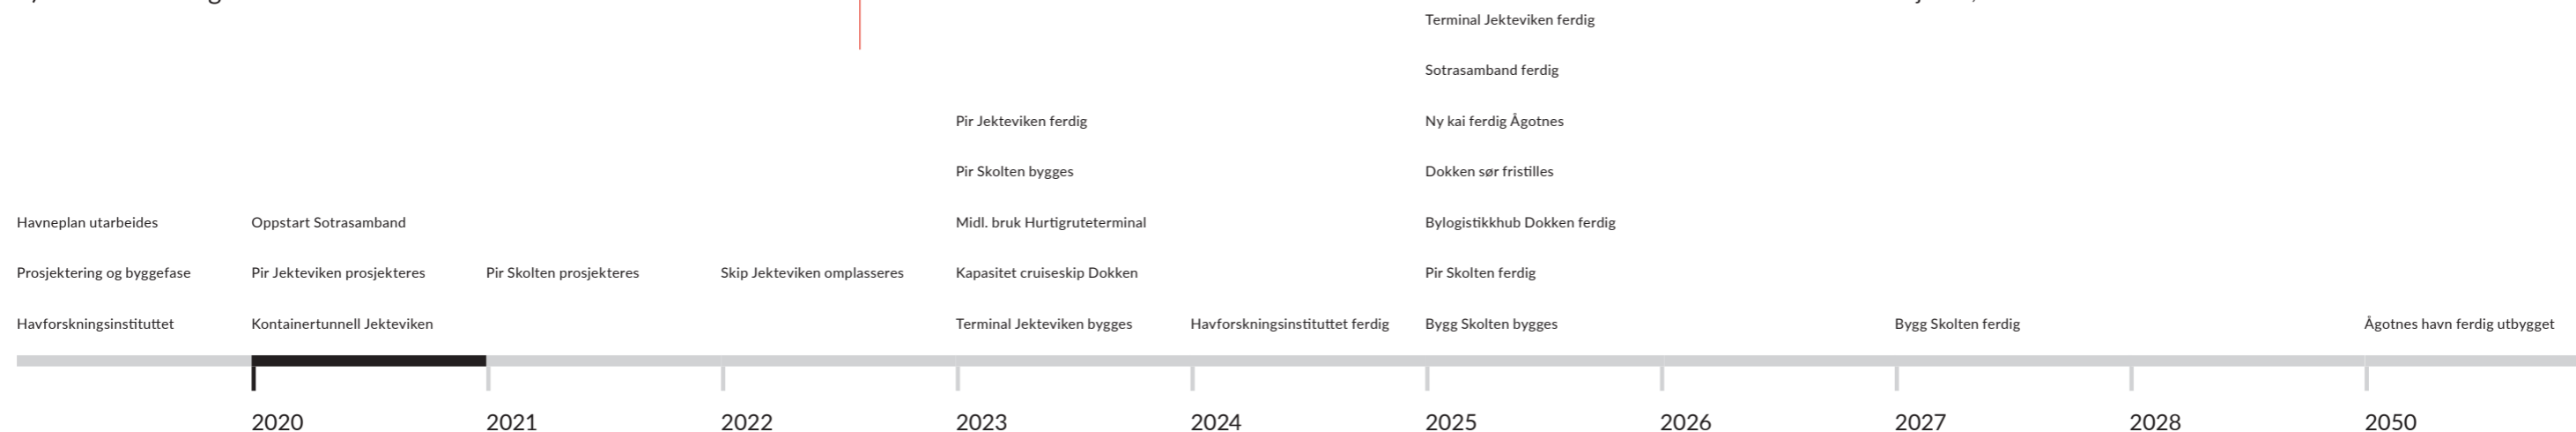 Terminal Jekteviken ferdig
Sotrasamband ferdig
Pir Jekteviken ferdig
Ny kai ferdig Ågotnes
Pir Skolten bygges
Dokken sør fristilles
Havneplan utarbeides
Oppstart Sotrasamband
Midl. bruk Hurtigruteterminal
Bylogistikkhub Dokken ferdig
Prosjektering og byggefase
Pir Jekteviken prosjekteres
Pir Skolten prosjekteres
Skip Jekteviken omplasseres
Kapasitet cruiseskip Dokken
Pir Skolten ferdig
Havforskningsinstituttet
Kontainertunnell Jekteviken
Terminal Jekteviken bygges
Havforskningsinstituttet ferdig
Bygg Skolten bygges
Bygg Skolten ferdig
Ågotnes havn ferdig utbygget
2020
2021
2022
2023
2024
2025
2026
2027
2028
2050